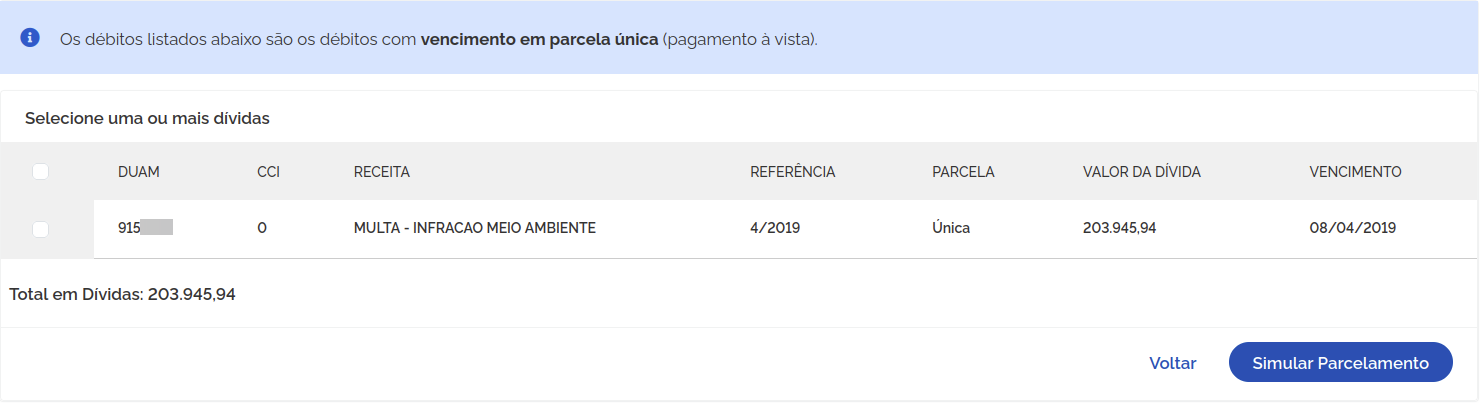 Os débitos listados abaixo são os débitos com vencimento em parcela única (pagamento à vista).
Selecione uma ou mais dívidas
DUAM CCI RECEITA REFERÊNCIA PARCELA VALOR DA DÍVIDA VENCIMENTO
915 0 MULTA - INFRACAO MEIO AMBIENTE 4/2019 Única 203.945,94 08/04/2019
Total em Dívidas: 203.945,94
Voltar Simular Parcelamento